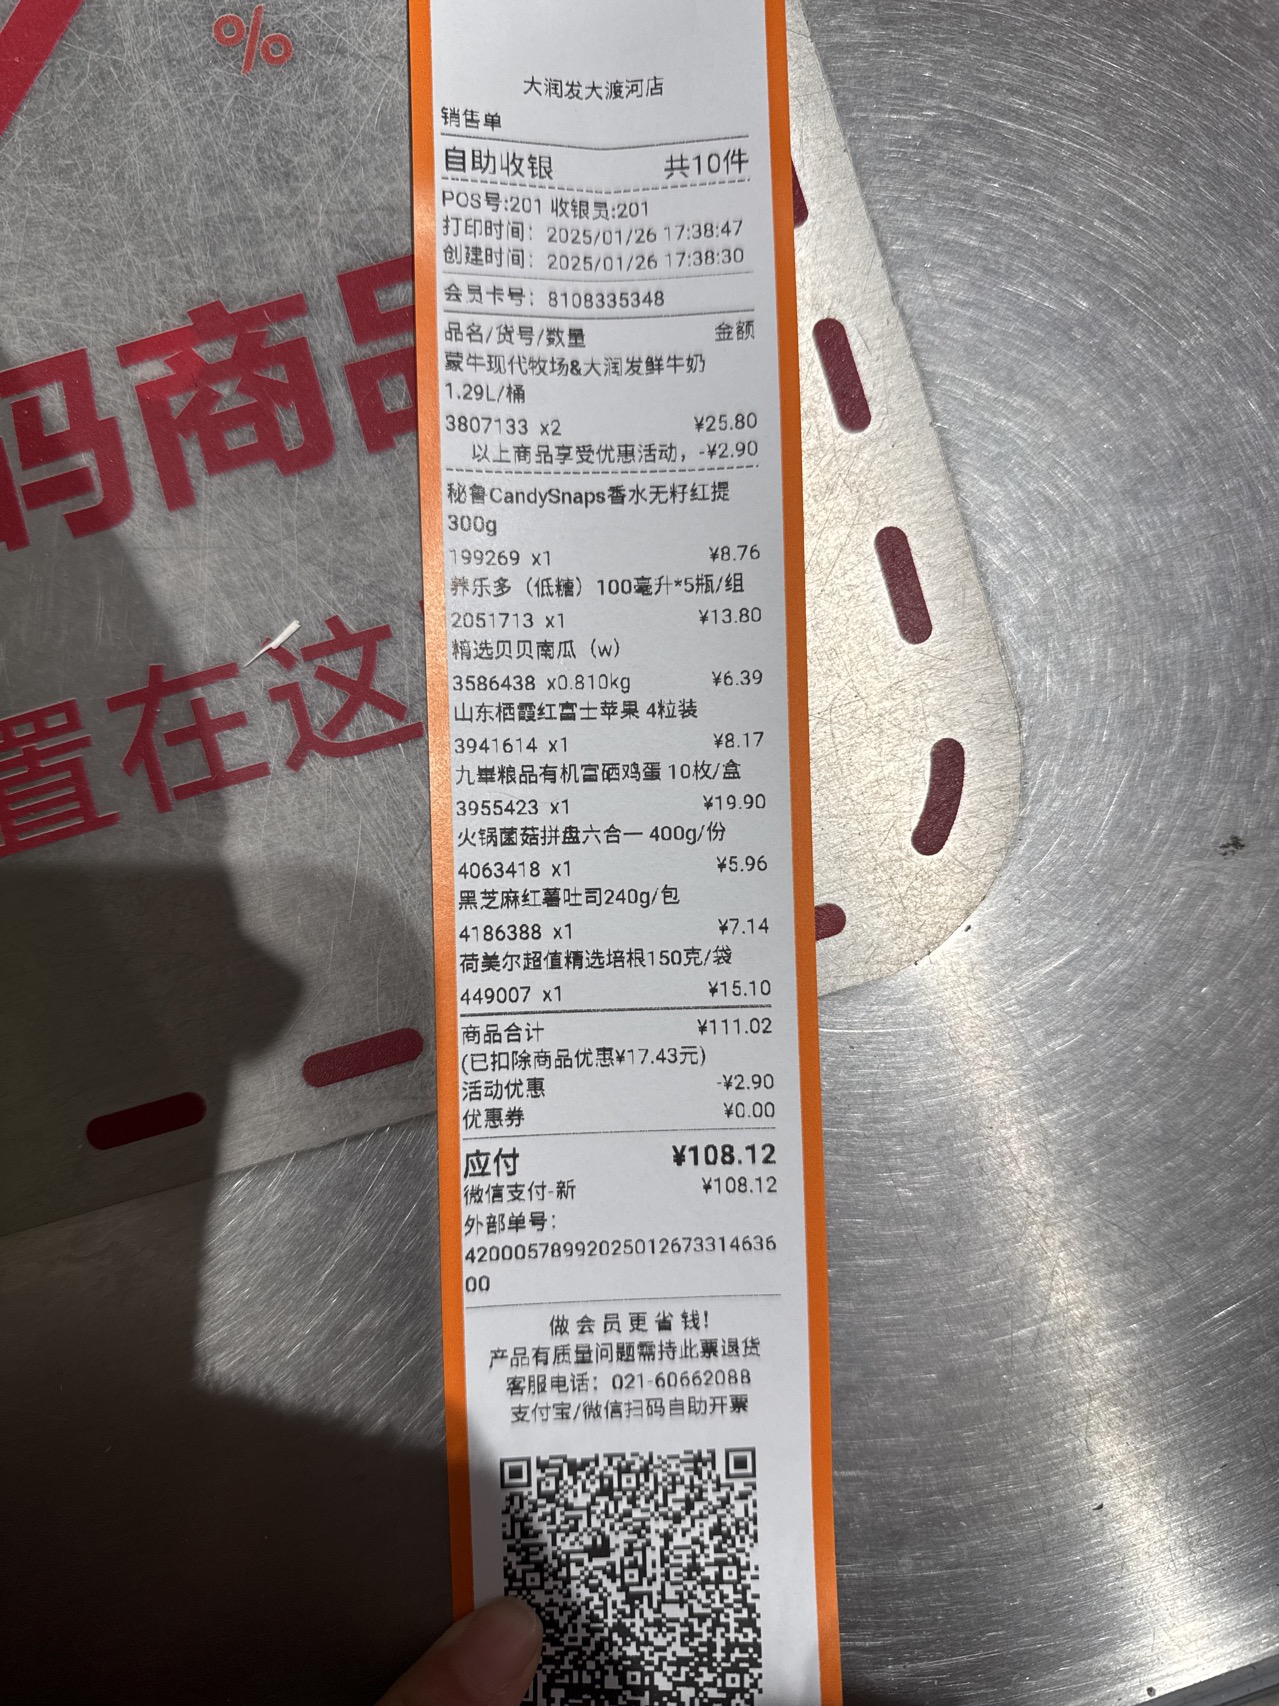 %
码商品
置在这
大润发大渡河店
销售单
自助收银 共10件
POS号:201 收银员:201
打印时间： 2025/01/26 17:38:47
创建时间： 2025/01/26 17:38:30
会员卡号： 8108335348
品名/货号/数量 金额
蒙牛现代牧场&大润发鲜牛奶
1.29L/桶
3807133 x2 ¥25.80
以上商品享受优惠活动，-¥2.90
秘鲁CandySnaps香水无籽红提
300g
199269 x1 ¥8.76
养乐多（低糖）100毫升*5瓶/组
2051713 x1 ¥13.80
精选贝贝南瓜（w）
3586438 x0.810kg ¥6.39
山东栖霞红富士苹果 4粒装
3941614 x1 ¥8.17
九華粮品有机富硒鸡蛋 10枚/盒
3955423 x1 ¥19.90
火锅菌菇拼盘六合一 400g/份
4063418 x1 ¥5.96
黑芝麻红薯吐司240g/包
4186388 x1 ¥7.14
荷美尔超值精选培根150克/袋
449007 x1 ¥15.10
商品合计 ¥111.02
(已扣除商品优惠¥17.43元)
活动优惠 -¥2.90
优惠券 ¥0.00
应付 ¥108.12
微信支付-新 ¥108.12
外部单号：
42000578992025012673314636
00
做会员更省钱！
产品有质量问题需持此票退货
客服电话：021-60662088
支付宝/微信扫码自助开票